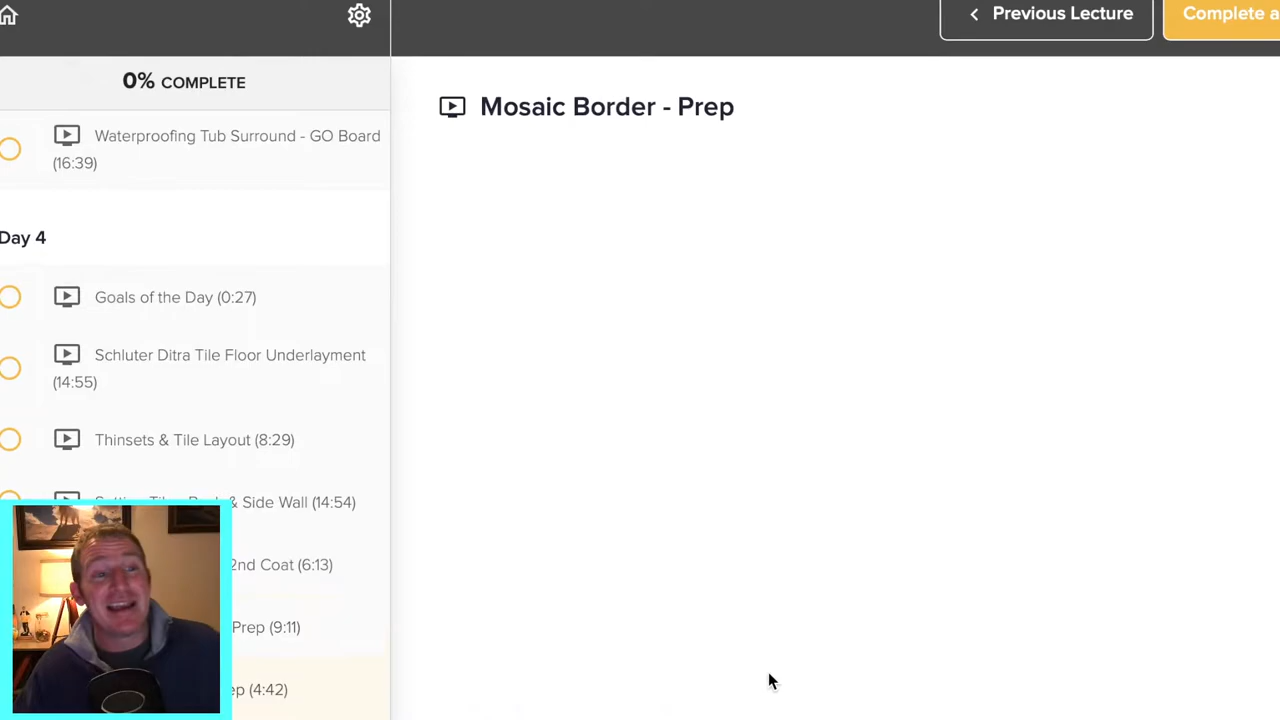 Previous Lecture
Complete a
0% COMPLETE
Mosaic Border - Prep
Waterproofing Tub Surround - GO Board
(16:39)
Day 4
Goals of the Day (0:27)
Schluter Ditra Tile Floor Underlayment
(14:55)
Thinsets & Tile Layout (8:29)
& Side Wall (14:54)
2nd Coat (6:13)
Prep (9:11)
ep (4:42)